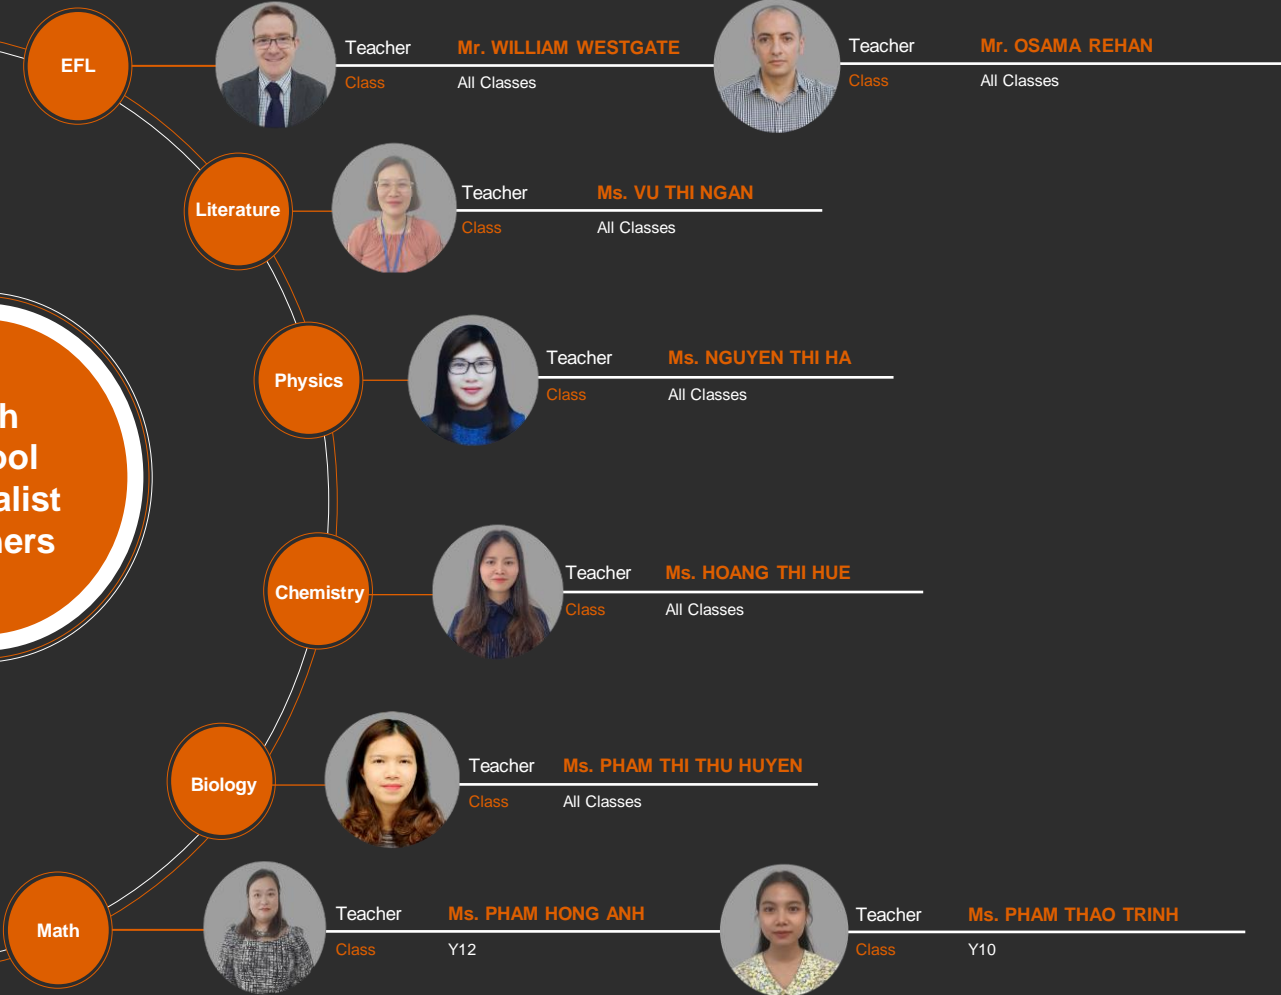 EFL
Teacher Mr. WILLIAM WESTGATE
Class All Classes
Teacher Mr. OSAMA REHAN
Class All Classes
Literature
Teacher Ms. VU THI NGAN
Class All Classes
Physics
Teacher Ms. NGUYEN THI HA
Class All Classes
h
ool
alist
ers
Chemistry
Teacher Ms. HOANG THI HUE
Class All Classes
Biology
Teacher Ms. PHAM THI THU HUYEN
Class All Classes
Math
Teacher Ms. PHAM HONG ANH
Class Y12
Teacher Ms. PHAM THAO TRINH
Class Y10